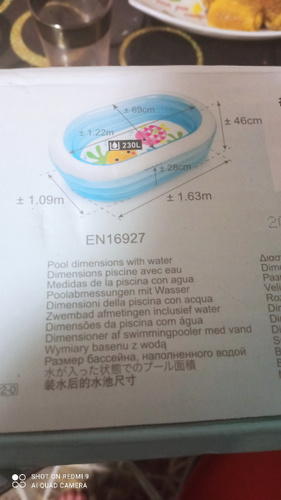 ± 69cm
± 46cm
± 1.22m
230L
± 28cm
± 1.09m
± 1.63m
EN16927
Pool dimensions with water
Dimensions piscine avec eau
Medidas de la piscina con agua
Poolabmessungen mit Wasser
Dimensioni della piscina con acqua
Zwembad afmetingen inclusief water
Dimensões da piscina com água
Dimensioner af swimmingpooler med vand
Wymiary basenu z wodą
Размер бассейна, наполненного водой
水が入った状態でのプール面積
装水后的水池尺寸
SHOT ON REDMI 9
AI QUAD CAMERA